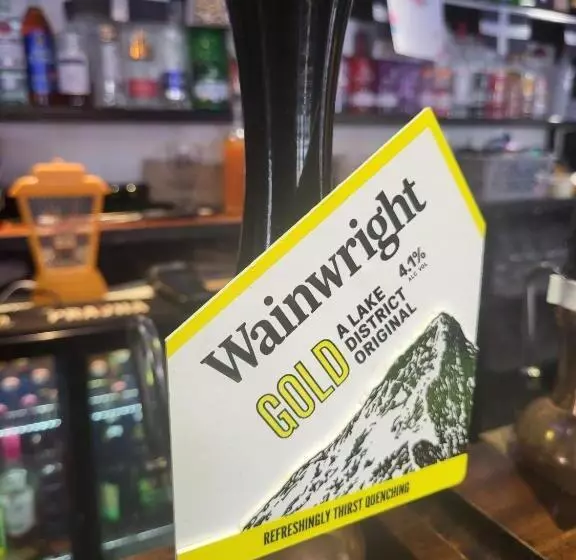 Wainwright
4.1%
ALC VOL
GOLD
A LAKE
DISTRICT
ORIGINAL
REFRESHINGLY THIRST QUENCHING